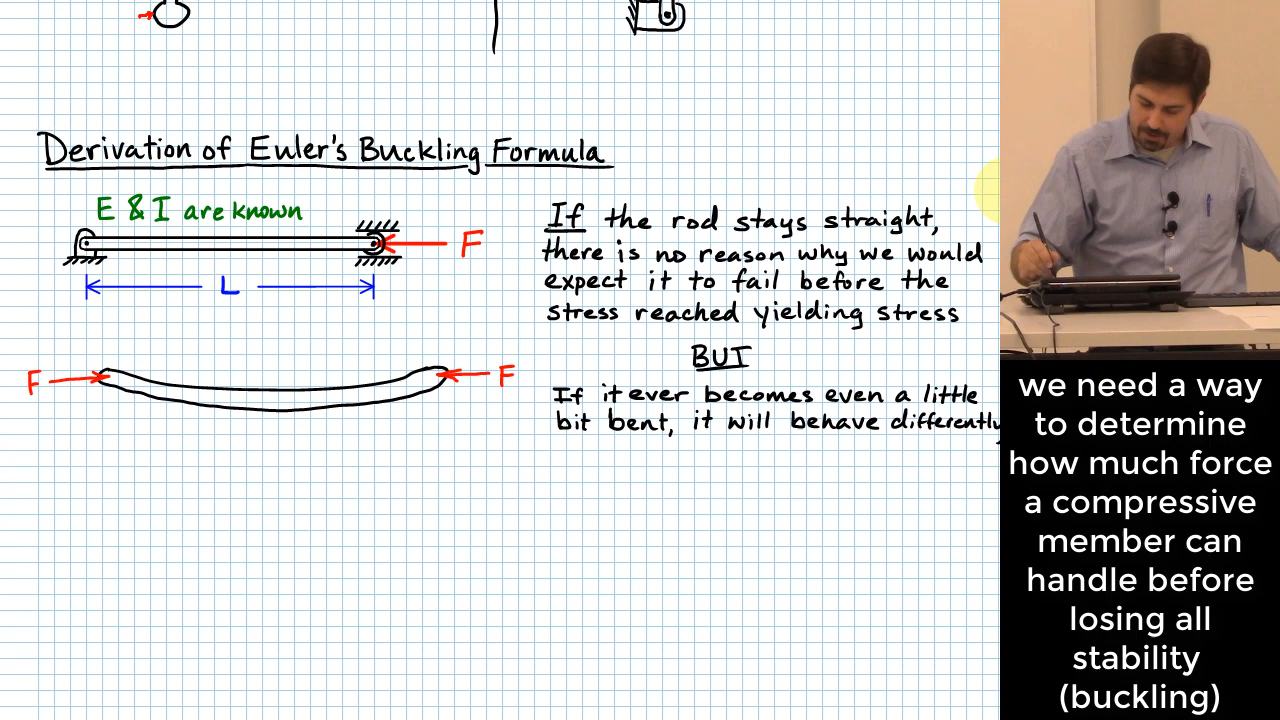 Derivation of Euler's Buckling Formula
E & I are known
F
L
If the rod stays straight,
there is no reason why we would
expect it to fail before the
stress reached yielding stress
BUT
If it ever becomes even a little
bit bent, it will behave differently
F
F
we need a way
to determine
how much force
a compressive
member can
handle before
losing all
stability
(buckling)